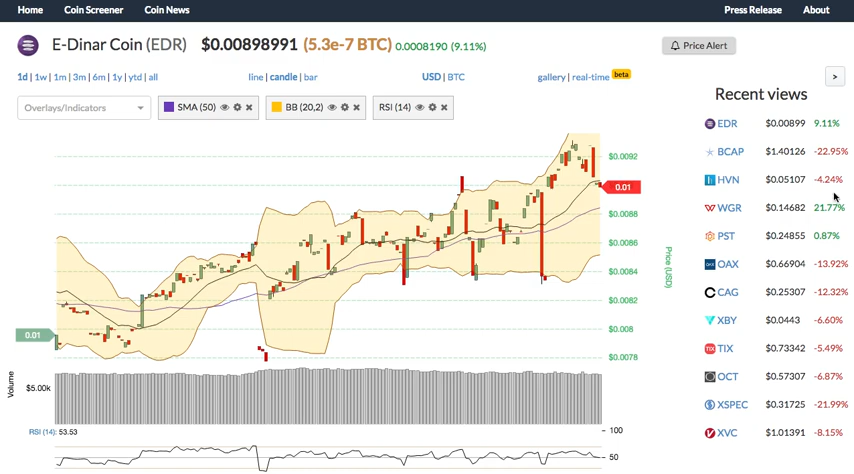 Home Coin Screener Coin News Press Release About
E-Dinar Coin (EDR) $0.00898991 (5.3e-7 BTC) 0.0008190 (9.11%)
Price Alert
1d | 1w | 1m | 3m | 6m | 1y | ytd | all line | candle | bar USD | BTC gallery | real-time beta
>
Overlays/Indicators SMA (50) BB (20,2) RSI (14)
$0.0092
0.01
$0.0088
$0.0086
$0.0084
$0.0082
$0.008
$0.0078
Price (USD)
0.01
Volume
$5.00k
RSI (14): 53.53
100
50
Recent views
EDR $0.00899 9.11%
BCAP $1.40126 -22.95%
HVN $0.05107 -4.24%
WGR $0.14682 21.77%
PST $0.24855 0.87%
OAX $0.66904 -13.92%
CAG $0.25307 -12.32%
XBY $0.0443 -6.60%
TIX $0.73342 -5.49%
OCT $0.57307 -6.87%
XSPEC $0.31725 -21.99%
XVC $1.01391 -8.15%